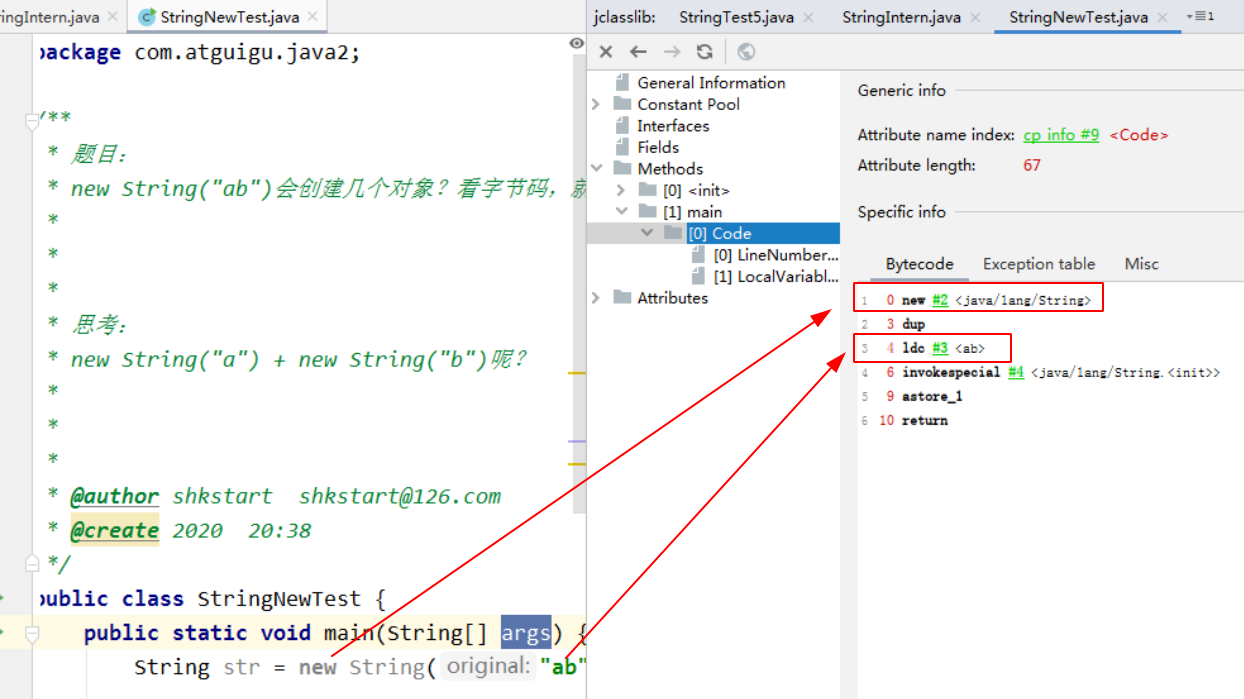 ringIntern.java × StringNewTest.java ×
package com.atguigu.java2;
/**
* 题目：
* new String("ab")会创建几个对象？看字节码，就
*
*
*
* 思考：
* new String("a") + new String("b")呢？
*
*
*
* @author shkstart  shkstart@126.com
* @create 2020  20:38
*/
public class StringNewTest {
public static void main(String[] args) {
String str = new String( original: "ab"
jclasslib: StringTest5.java × StringIntern.java × StringNewTest.java × 1
General Information
Constant Pool
Interfaces
Fields
Methods
[0] <init>
[1] main
[0] Code
[0] LineNumber...
[1] LocalVariabl...
Attributes
Generic info
Attribute name index: cp info #9 <Code>
Attribute length: 67
Specific info
Bytecode Exception table Misc
1 0 new #2 <java/lang/String>
2 3 dup
3 4 ldc #3 <ab>
4 6 invokespecial #4 <java/lang/String.<init>>
5 9 astore_1
6 10 return